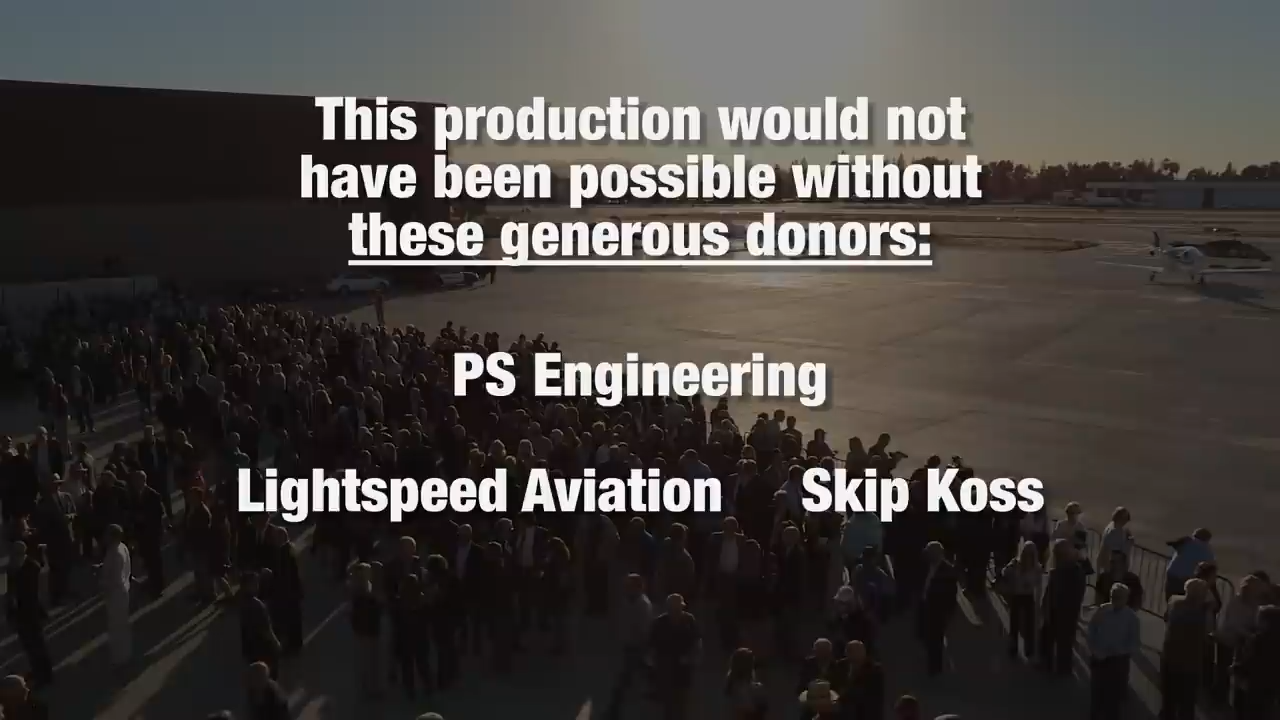 This production would not
have been possible without
these generous donors:
PS Engineering
Lightspeed Aviation Skip Koss